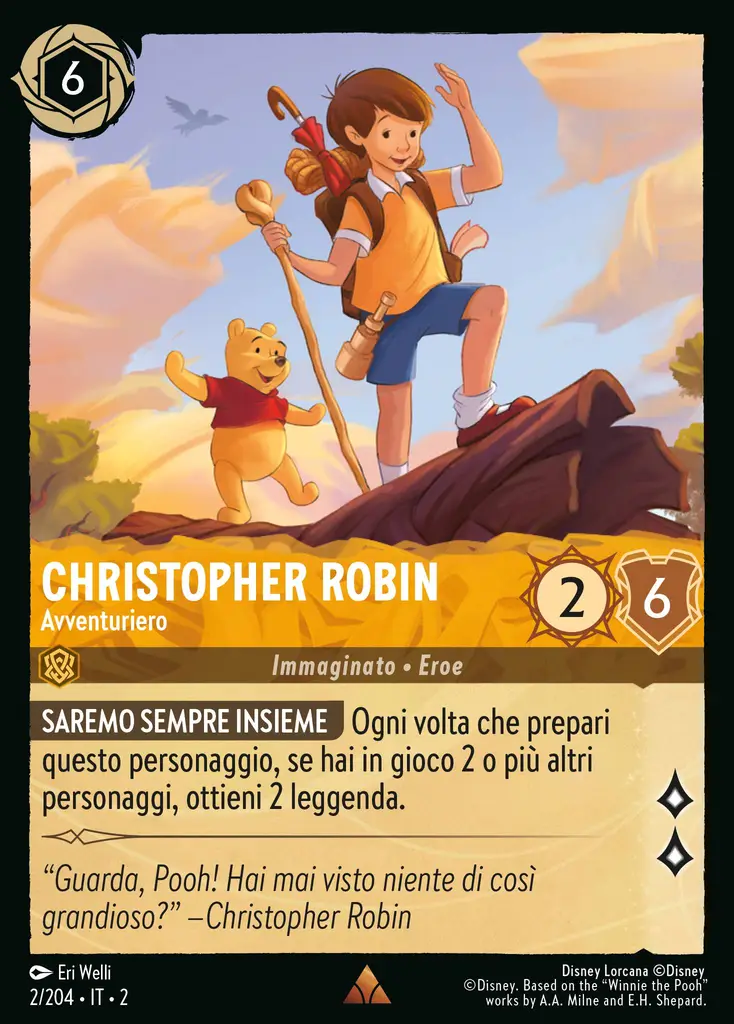 6
CHRISTOPHER ROBIN
Avventuriero
2
6
Immaginato • Eroe
SAREMO SEMPRE INSIEME Ogni volta che prepari
questo personaggio, se hai in gioco 2 o più altri
personaggi, ottieni 2 leggenda.
“Guarda, Pooh! Hai mai visto niente di così
grandioso?” –Christopher Robin
Eri Welli
2/204 • IT • 2
Disney Lorcana ©Disney
©Disney. Based on the “Winnie the Pooh”
works by A.A. Milne and E.H. Shepard.